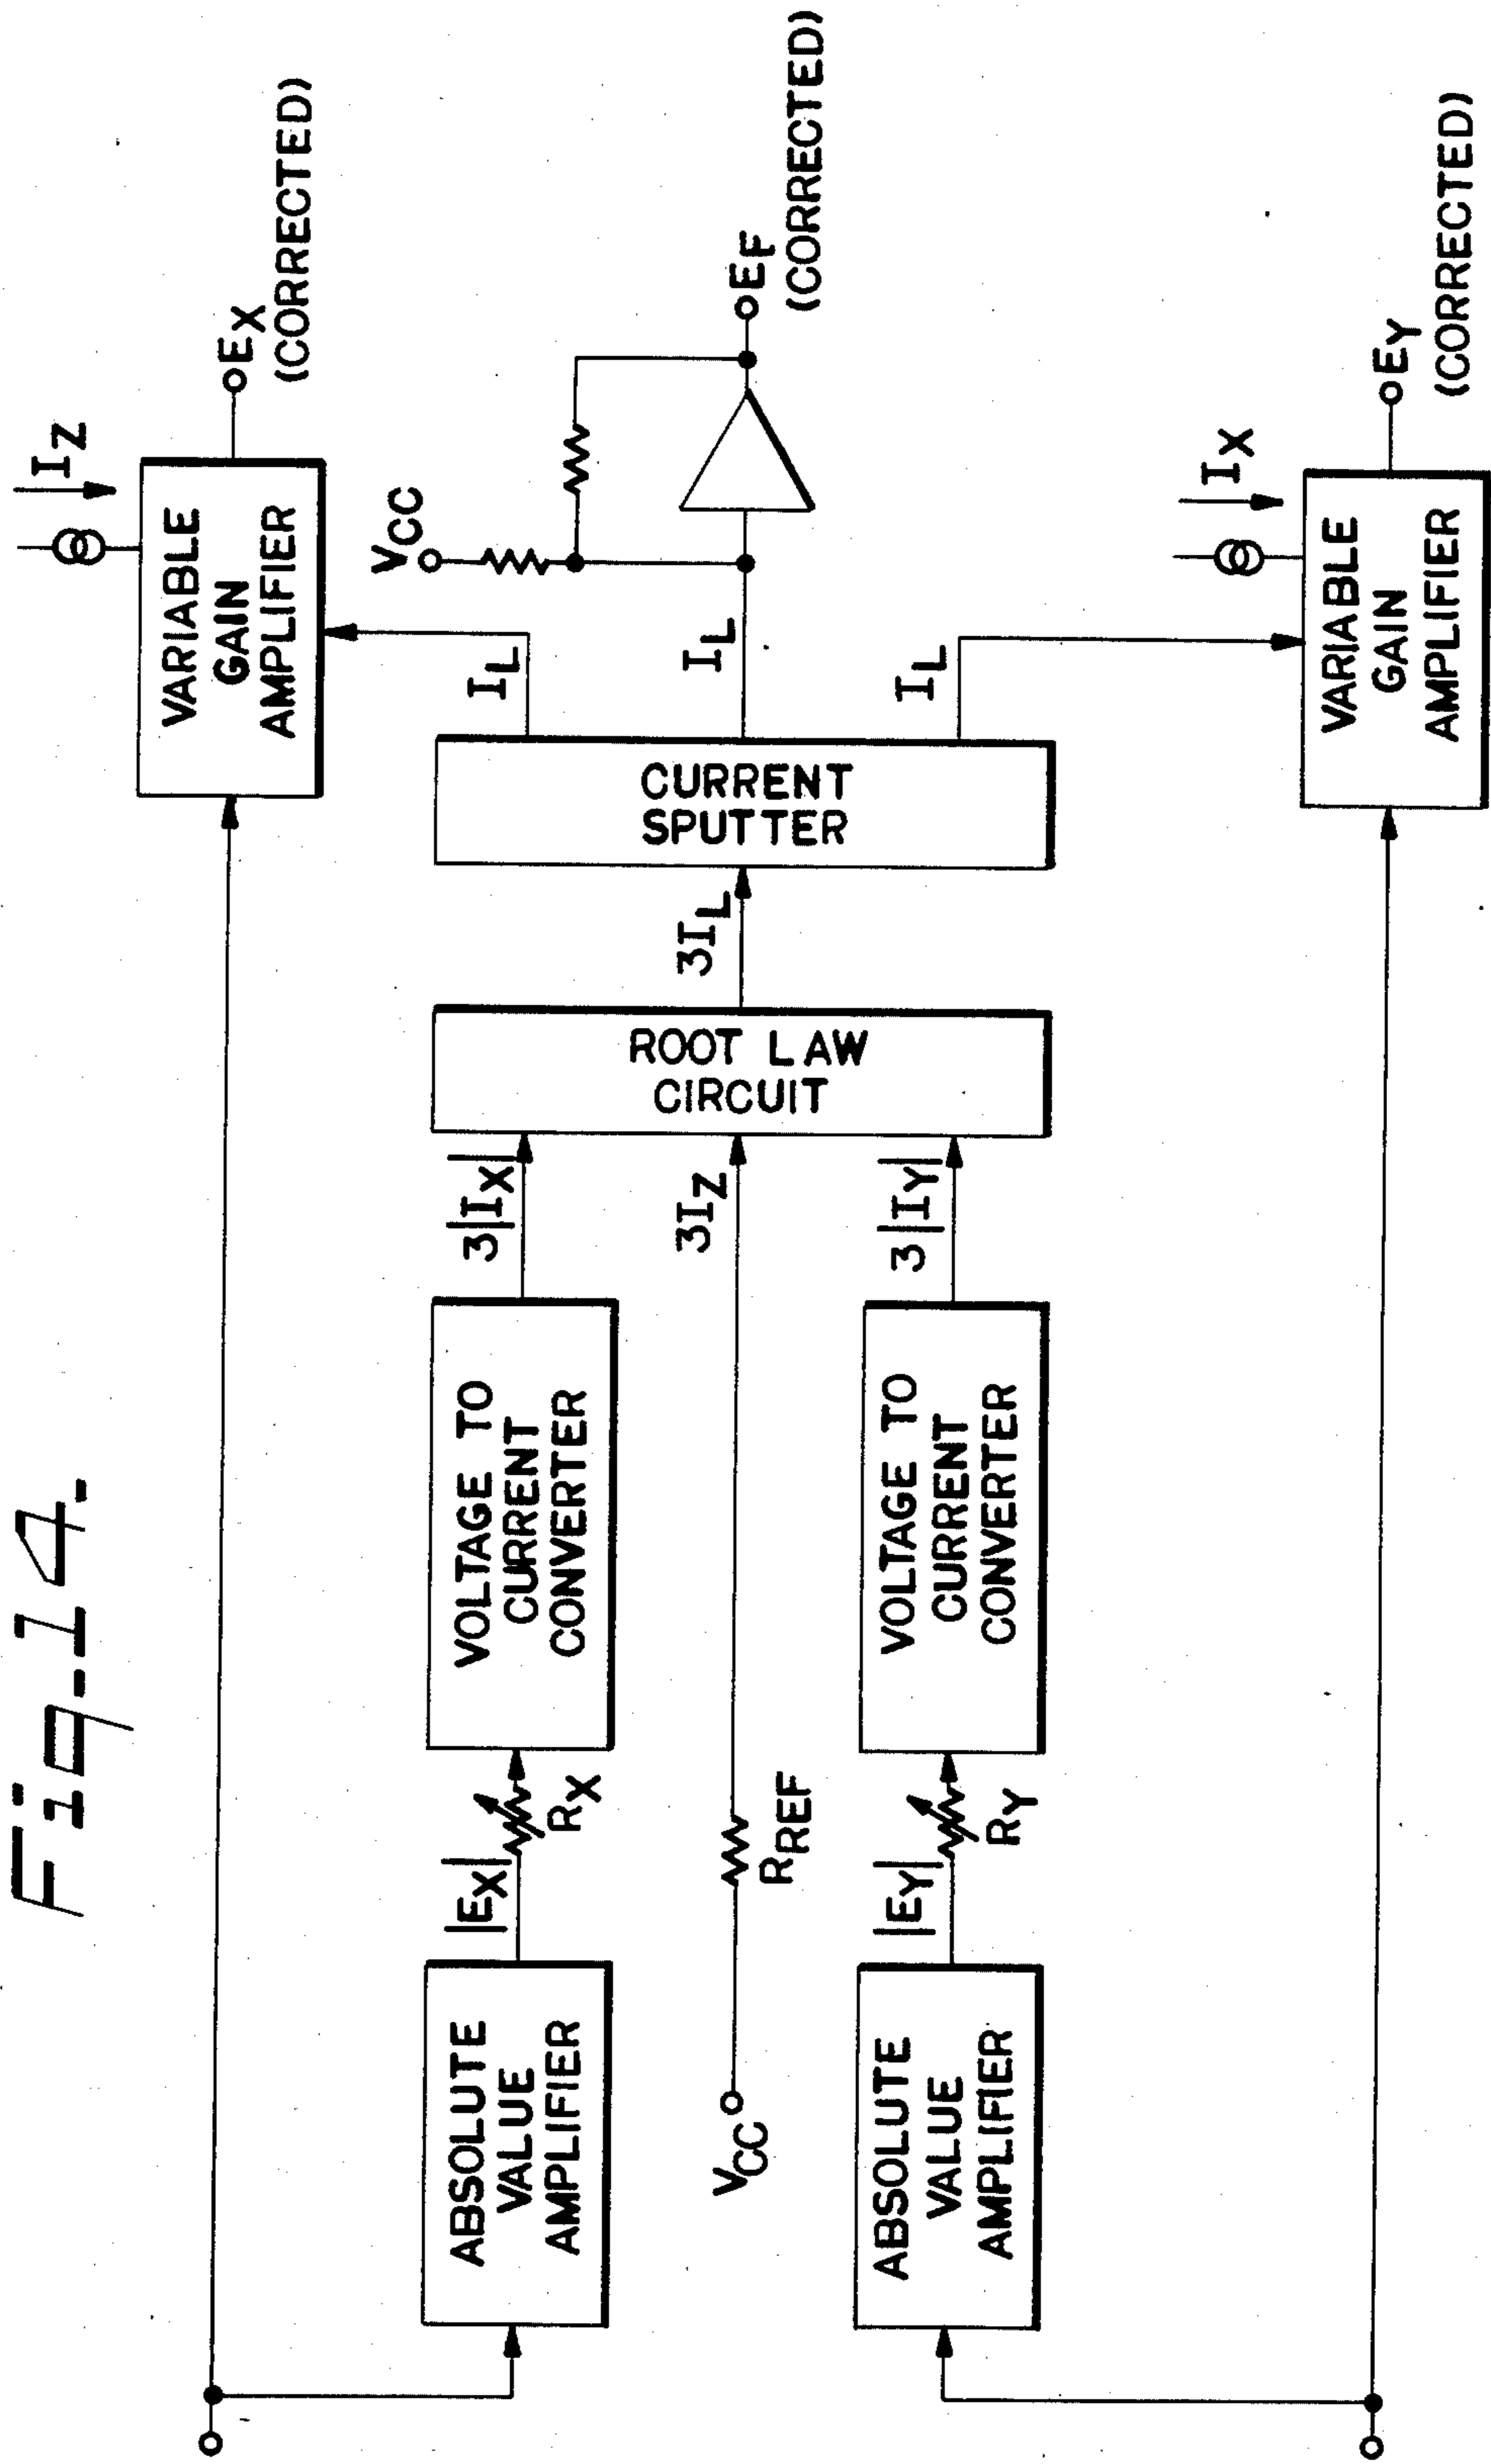 Fig-14.
IZ
VARIABLE
GAIN
AMPLIFIER
EX
(CORRECTED)
VCC
ABSOLUTE
VALUE
AMPLIFIER
|EX|
RX
VOLTAGE TO
CURRENT
CONVERTER
3|IX|
IL
VCC
RREF
3IZ
ROOT LAW
CIRCUIT
3IL
CURRENT
SPUTTER
IL
EF
(CORRECTED)
ABSOLUTE
VALUE
AMPLIFIER
|EY|
RY
VOLTAGE TO
CURRENT
CONVERTER
3|IY|
IL
IX
VARIABLE
GAIN
AMPLIFIER
EY
(CORRECTED)